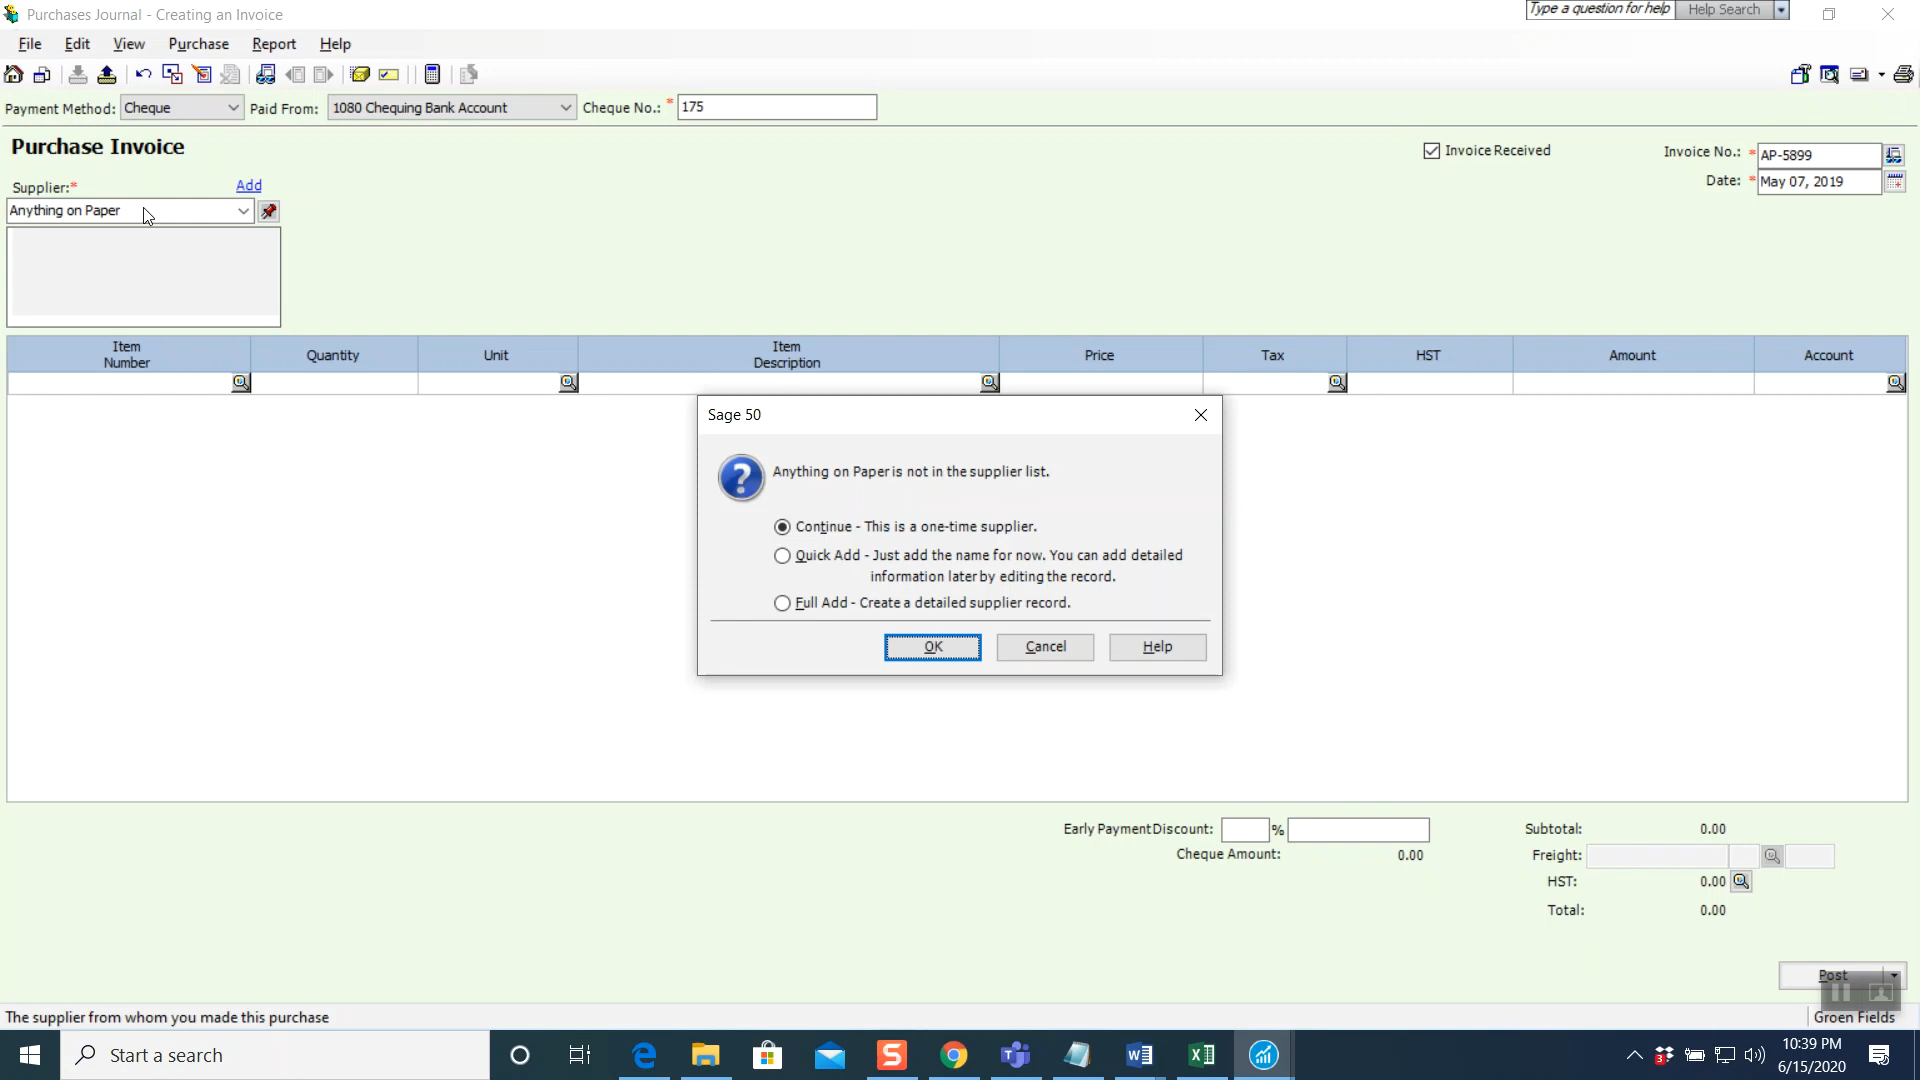 Purchases Journal - Creating an Invoice
Type a question for help Help Search
File Edit View Purchase Report Help
Payment Method: Cheque Paid From: 1080 Chequing Bank Account Cheque No.: * 175
Purchase Invoice
Invoice Received
Invoice No.: * AP-5899
Date: * May 07, 2019
Supplier:* Add
Anything on Paper
Item Number Quantity Unit Item Description Price Tax HST Amount Account
Sage 50
Anything on Paper is not in the supplier list.
Continue - This is a one-time supplier.
Quick Add - Just add the name for now. You can add detailed
information later by editing the record.
Full Add - Create a detailed supplier record.
OK Cancel Help
Early Payment Discount: %
Cheque Amount: 0.00
Subtotal: 0.00
Freight:
HST: 0.00
Total: 0.00
Post
The supplier from whom you made this purchase
Groen Fields
Start a search
10:39 PM
6/15/2020